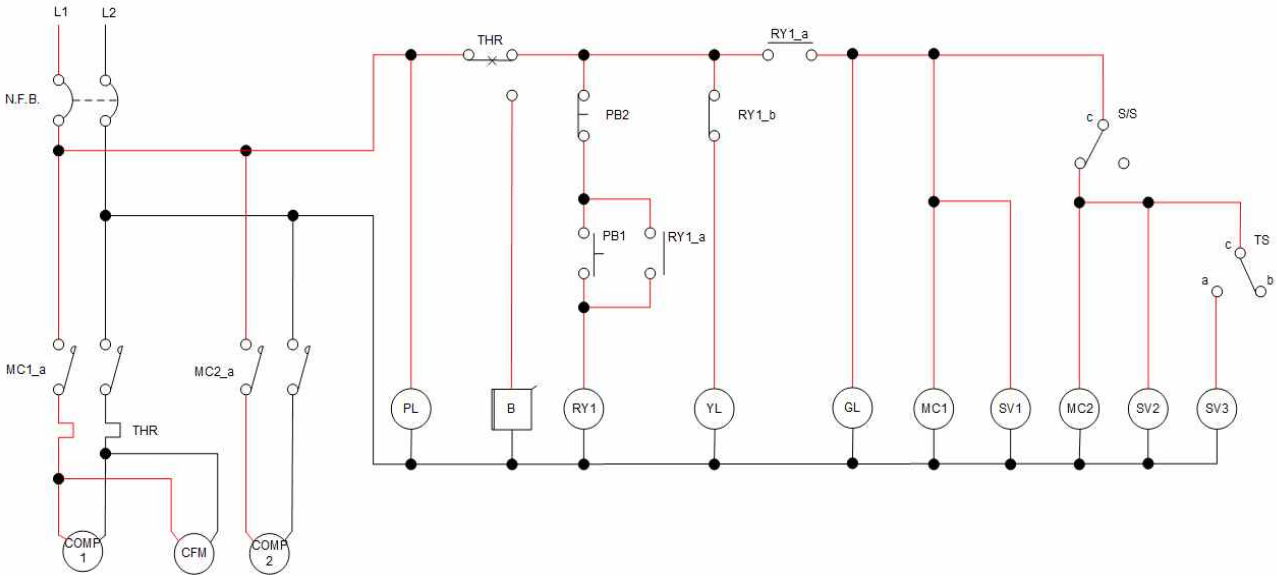 L1
L2
N.F.B.
THR
RY1_a
PB2
RY1_b
c
S/S
PB1
RY1_a
c
TS
a
b
MC1_a
MC2_a
THR
PL
B
RY1
YL
GL
MC1
SV1
MC2
SV2
SV3
COMP
1
CFM
COMP
2